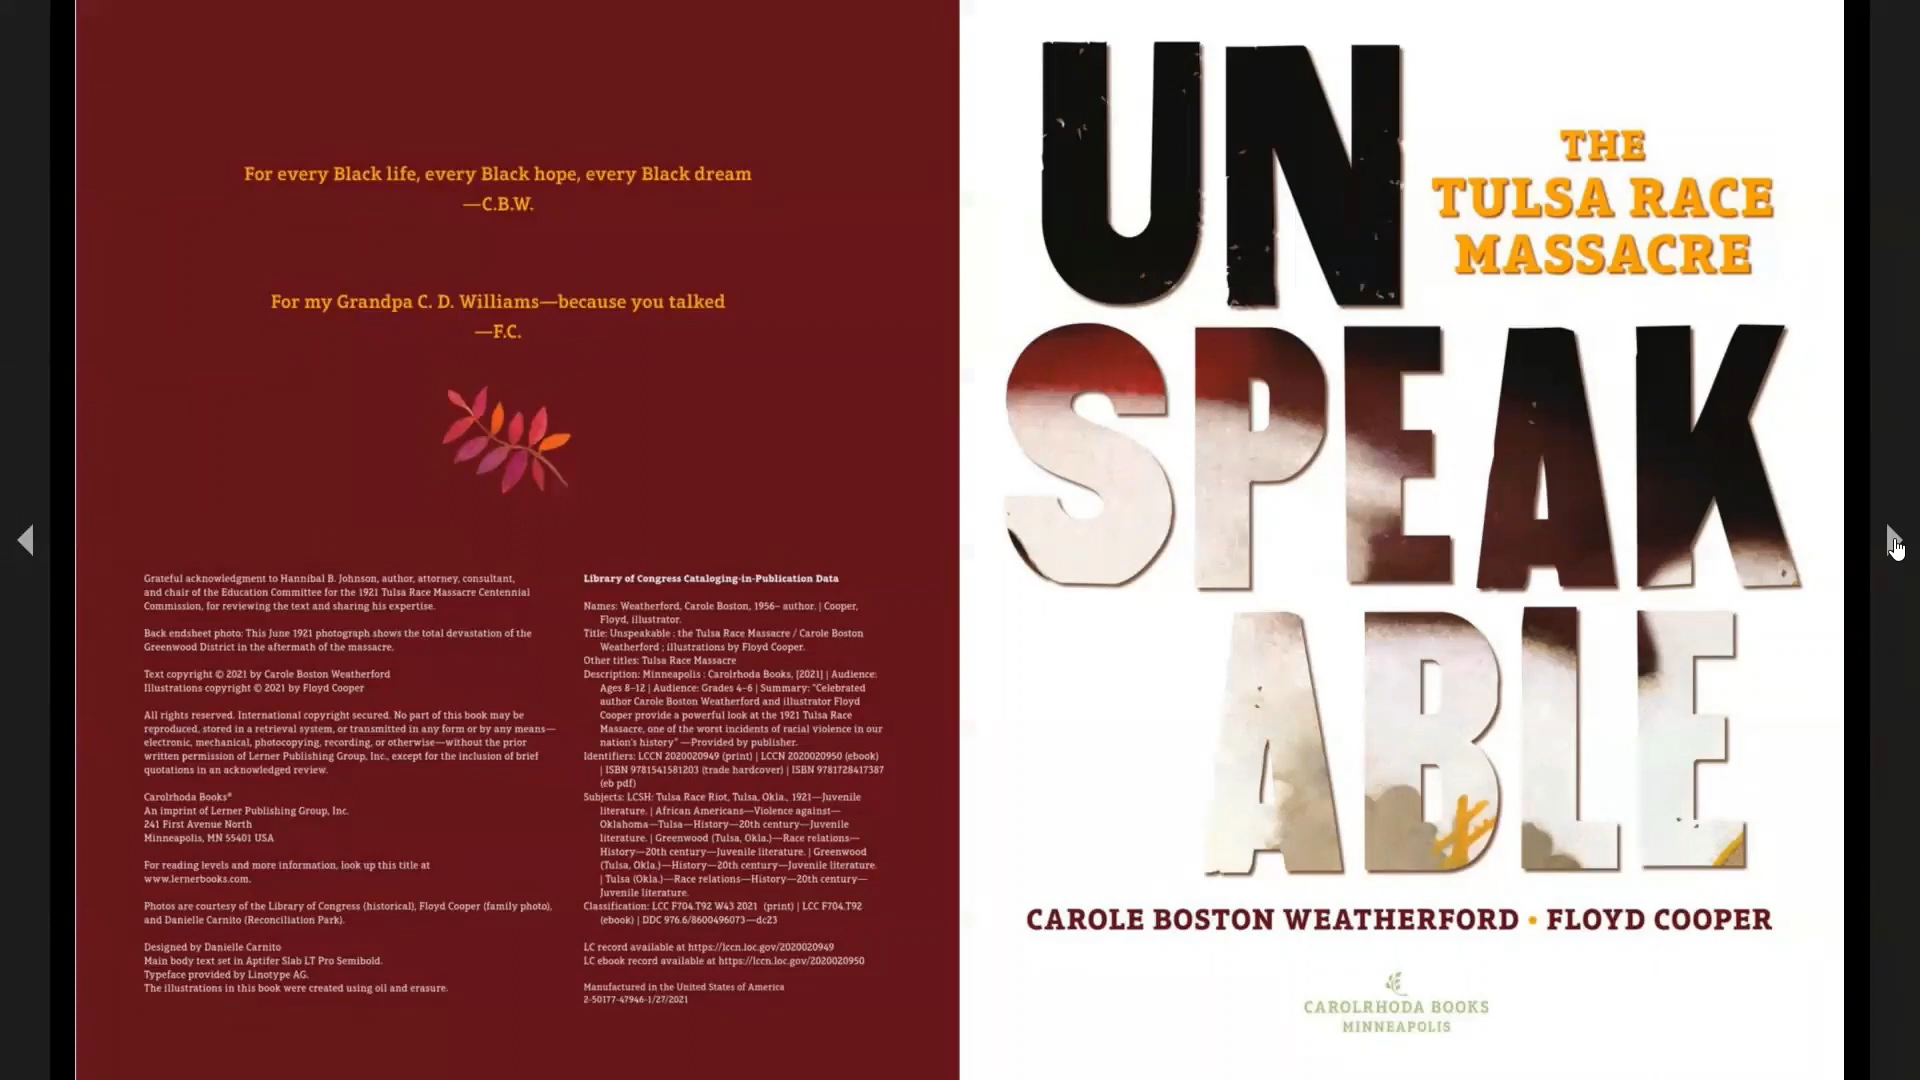 For every Black life, every Black hope, every Black dream
—C.B.W.
For my Grandpa C. D. Williams—because you talked
—F.C.
Grateful acknowledgment to Hannibal B. Johnson, author, attorney, consultant,
and chair of the Education Committee for the 1921 Tulsa Race Massacre Centennial
Commission, for reviewing the text and sharing his expertise.
Back endsheet photo: This June 1921 photograph shows the total devastation of the
Greenwood District in the aftermath of the massacre.
Text copyright © 2021 by Carole Boston Weatherford
Illustrations copyright © 2021 by Floyd Cooper
All rights reserved. International copyright secured. No part of this book may be
reproduced, stored in a retrieval system, or transmitted in any form or by any means—
electronic, mechanical, photocopying, recording, or otherwise—without the prior
written permission of Lerner Publishing Group, Inc., except for the inclusion of brief
quotations in an acknowledged review.
Carolrhoda Books®
An imprint of Lerner Publishing Group, Inc.
241 First Avenue North
Minneapolis, MN 55401 USA
For reading levels and more information, look up this title at
www.lernerbooks.com.
Photos are courtesy of the Library of Congress (historical), Floyd Cooper (family photo),
and Danielle Carnito (Reconciliation Park).
Designed by Danielle Carnito
Main body text set in Aptifer Slab LT Pro Semibold.
Typeface provided by Linotype AG.
The illustrations in this book were created using oil and erasure.
Library of Congress Cataloging-in-Publication Data
Names: Weatherford, Carole Boston, 1956– author. | Cooper,
Floyd, illustrator.
Title: Unspeakable : the Tulsa Race Massacre / Carole Boston
Weatherford ; illustrations by Floyd Cooper.
Other titles: Tulsa Race Massacre
Description: Minneapolis : Carolrhoda Books, [2021] | Audience:
Ages 8–12 | Audience: Grades 4–6 | Summary: "Celebrated
author Carole Boston Weatherford and illustrator Floyd
Cooper provide a powerful look at the 1921 Tulsa Race
Massacre, one of the worst incidents of racial violence in our
nation's history" —Provided by publisher.
Identifiers: LCCN 2020020949 (print) | LCCN 2020020950 (ebook)
| ISBN 9781541581203 (trade hardcover) | ISBN 9781728417387
(eb pdf)
Subjects: LCSH: Tulsa Race Riot, Tulsa, Okla., 1921—Juvenile
literature. | African Americans—Violence against—
Oklahoma—Tulsa—History—20th century—Juvenile
literature. | Greenwood (Tulsa, Okla.)—Race relations—
History—20th century—Juvenile literature. | Greenwood
(Tulsa, Okla.)—History—20th century—Juvenile literature.
| Tulsa (Okla.)—Race relations—History—20th century—
Juvenile literature.
Classification: LCC F704.T92 W43 2021 (print) | LCC F704.T92
(ebook) | DDC 976.6/8600496073—dc23
LC record available at https://lccn.loc.gov/2020020949
LC ebook record available at https://lccn.loc.gov/2020020950
Manufactured in the United States of America
2-50177-47946-1/27/2021
UN
THE
TULSA RACE
MASSACRE
SPEAK
ABLE
CAROLE BOSTON WEATHERFORD • FLOYD COOPER
CAROLRHODA BOOKS
MINNEAPOLIS